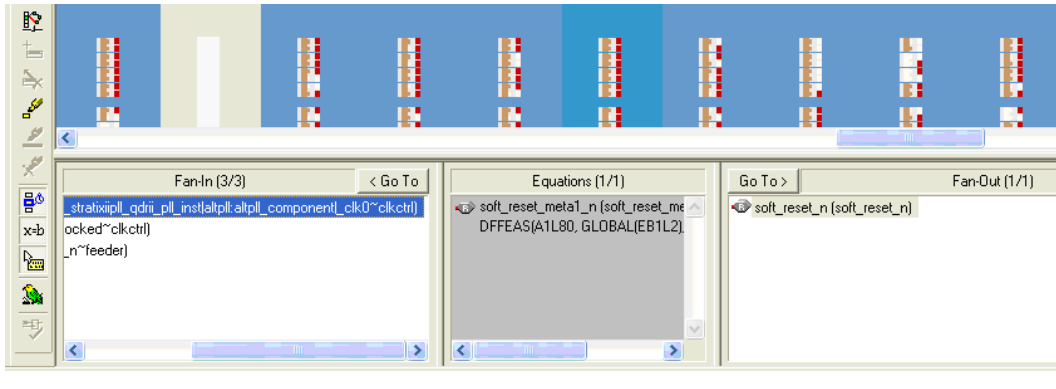 Fan-In (3/3)
< Go To
Equations (1/1)
Go To >
Fan-Out (1/1)
_stratixiipll_qdrii_pll_inst|altpll:altpll_component|_clk0~clkctrl)
ocked~clkctrl)
_n~feeder)
soft_reset_meta1_n (soft_reset_me
DFFEAS(A1L80, GLOBAL(EB1L2),
soft_reset_n (soft_reset_n)
x=b